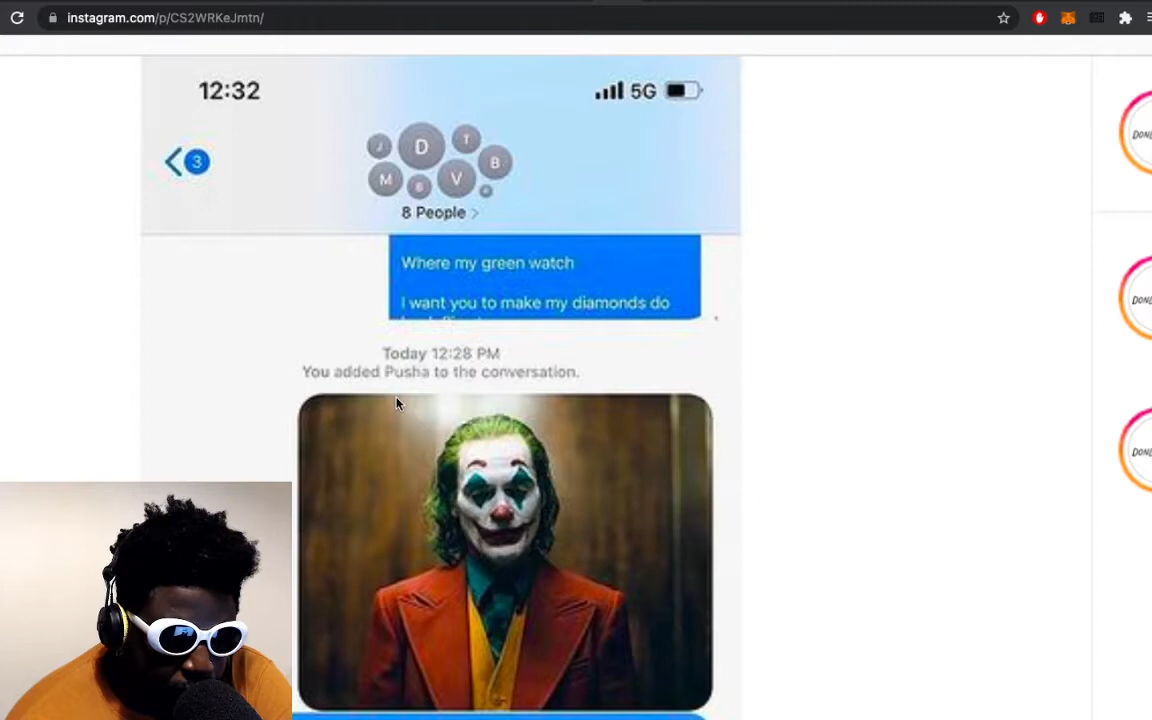 instagram.com/p/CS2WRKeJmtn/
12:32
5G
3
J
D
T
B
M
V
8 People >
Where my green watch
I want you to make my diamonds do
Today 12:28 PM
You added Pusha to the conversation.